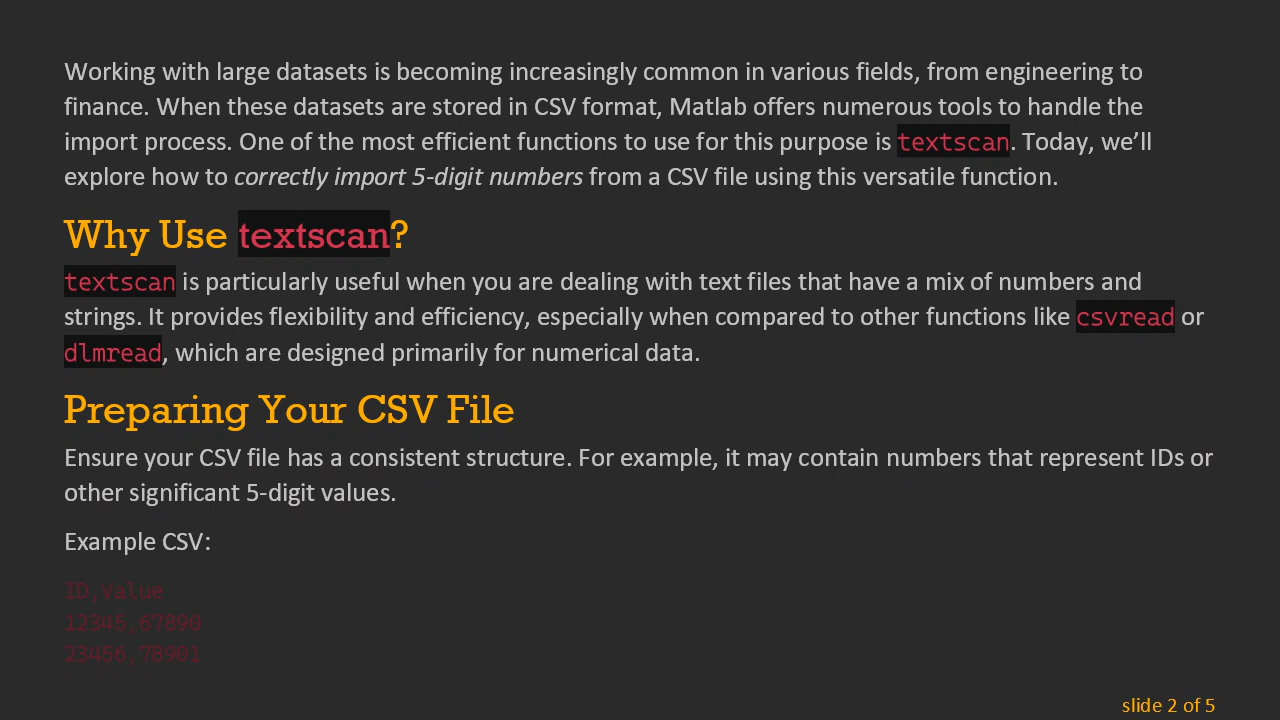 Working with large datasets is becoming increasingly common in various fields, from engineering to
finance. When these datasets are stored in CSV format, Matlab offers numerous tools to handle the
import process. One of the most efficient functions to use for this purpose is textscan. Today, we’ll
explore how to correctly import 5-digit numbers from a CSV file using this versatile function.
Why Use textscan?
textscan is particularly useful when you are dealing with text files that have a mix of numbers and
strings. It provides flexibility and efficiency, especially when compared to other functions like csvread or
dlmread, which are designed primarily for numerical data.
Preparing Your CSV File
Ensure your CSV file has a consistent structure. For example, it may contain numbers that represent IDs or
other significant 5-digit values.
Example CSV:
ID,Value
12345,67890
23456,78901
slide 2 of 5